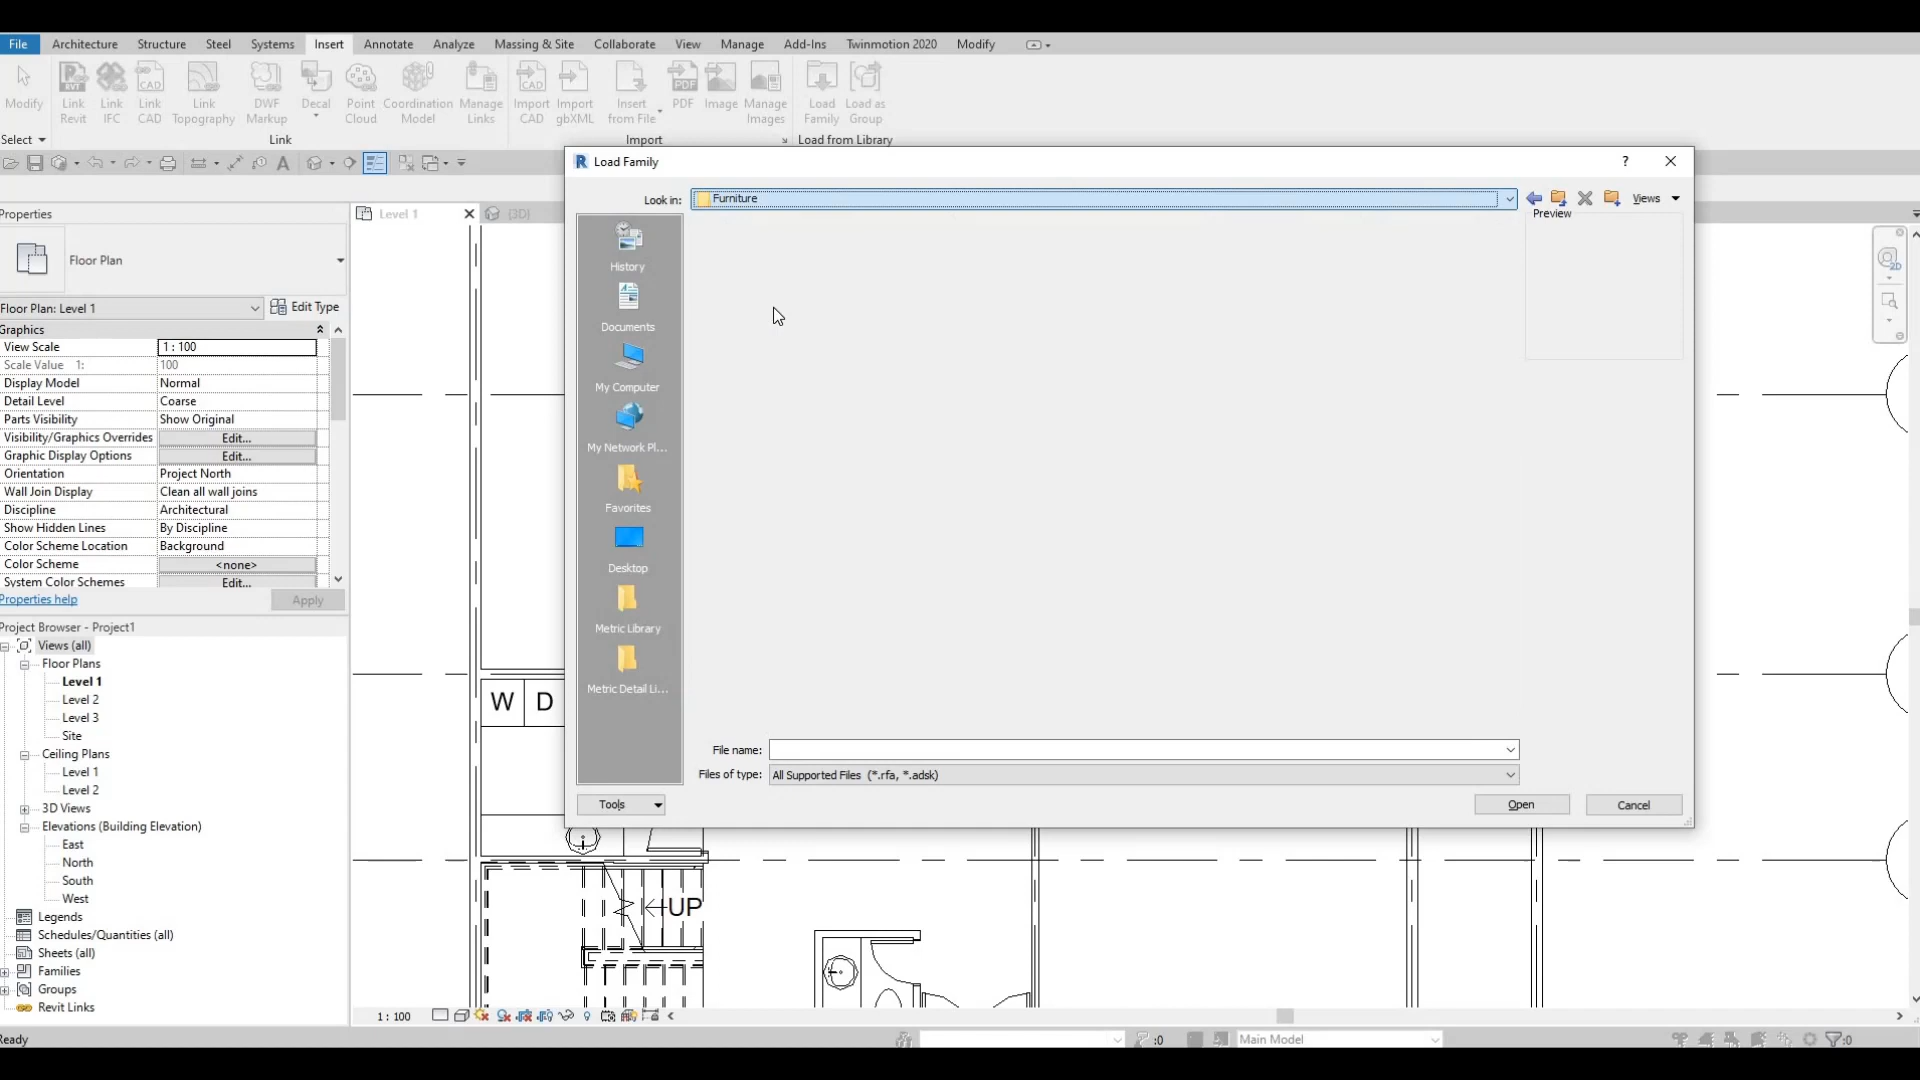 File Architecture Structure Steel Systems Insert Annotate Analyze Massing & Site Collaborate View Manage Add-Ins Twinmotion 2020 Modify
Modify
Link Revit
Link IFC
Link CAD
Link Topography
DWF Markup
Decal
Point Cloud
Coordination Model
Manage Links
Import CAD
Import gbXML
Insert from File
PDF
Image
Manage Images
Load Family
Load as Group
Select Link Import Load from Library
Load Family
Look in: Furniture Views
Preview
History
Documents
My Computer
My Network Pl...
Favorites
Desktop
Metric Library
Metric Detail Li...
File name:
Files of type: All Supported Files (*.rfa, *.adsk)
Tools Open Cancel
Properties
Level 1 {3D}
Floor Plan
Floor Plan: Level 1 Edit Type
Graphics
View Scale 1 : 100
Scale Value 1: 100
Display Model Normal
Detail Level Coarse
Parts Visibility Show Original
Visibility/Graphics Overrides Edit...
Graphic Display Options Edit...
Orientation Project North
Wall Join Display Clean all wall joins
Discipline Architectural
Show Hidden Lines By Discipline
Color Scheme Location Background
Color Scheme <none>
System Color Schemes Edit...
Properties help Apply
Project Browser - Project1
Views (all)
Floor Plans
Level 1
Level 2
Level 3
Site
Ceiling Plans
Level 1
Level 2
3D Views
Elevations (Building Elevation)
East
North
South
West
Legends
Schedules/Quantities (all)
Sheets (all)
Families
Groups
Revit Links
W D
UP
2D
1 : 100
Ready :0 Main Model :0